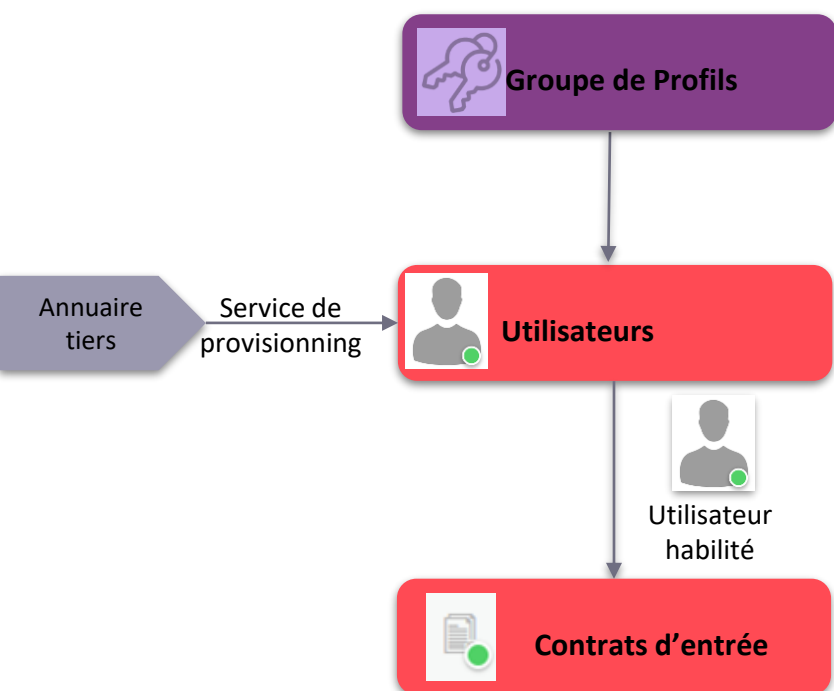 Groupe de Profils
Annuaire
tiers
Service de
provisionning
Utilisateurs
Utilisateur
habilité
Contrats d’entrée